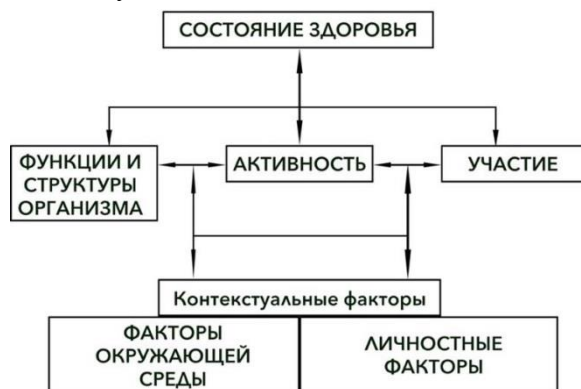 СОСТОЯНИЕ ЗДОРОВЬЯ
ФУНКЦИИ И
СТРУКТУРЫ
ОРГАНИЗМА
АКТИВНОСТЬ
УЧАСТИЕ
Контекстуальные факторы
ФАКТОРЫ
ОКРУЖАЮЩЕЙ
СРЕДЫ
ЛИЧНОСТНЫЕ
ФАКТОРЫ